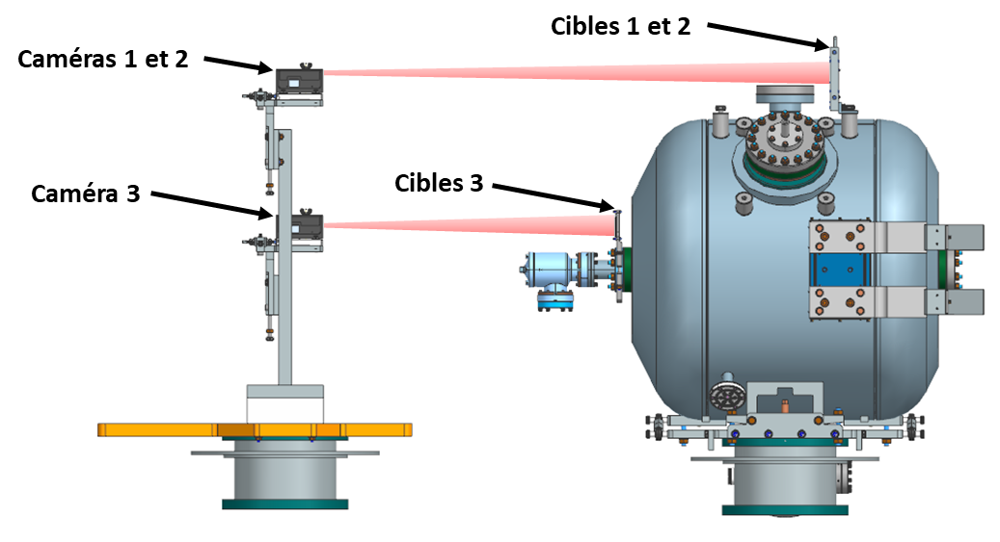 Cibles 1 et 2
Caméras 1 et 2
Cibles 3
Caméra 3